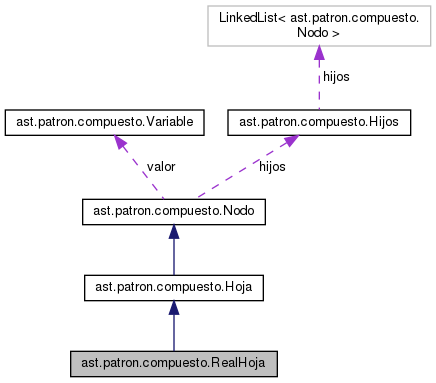 LinkedList< ast.patron.compuesto.
Nodo >
hijos
ast.patron.compuesto.Variable
ast.patron.compuesto.Hijos
valor
hijos
ast.patron.compuesto.Nodo
ast.patron.compuesto.Hoja
ast.patron.compuesto.RealHoja